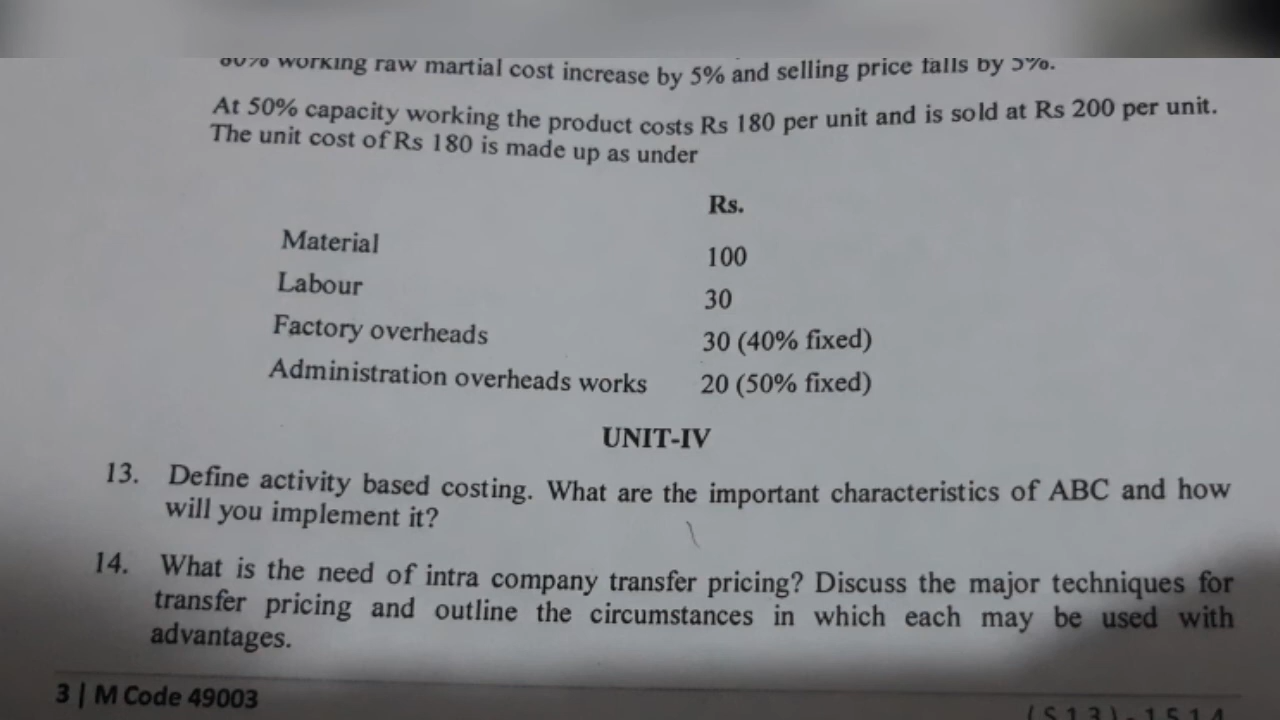 80% working raw martial cost increase by 5% and selling price falls by 5%.
At 50% capacity working the product costs Rs 180 per unit and is sold at Rs 200 per unit.
The unit cost of Rs 180 is made up as under
Rs.
Material 100
Labour 30
Factory overheads 30 (40% fixed)
Administration overheads works 20 (50% fixed)
UNIT-IV
13. Define activity based costing. What are the important characteristics of ABC and how
will you implement it?
14. What is the need of intra company transfer pricing? Discuss the major techniques for
transfer pricing and outline the circumstances in which each may be used with
advantages.
3 | M Code 49003
(S13)-1514